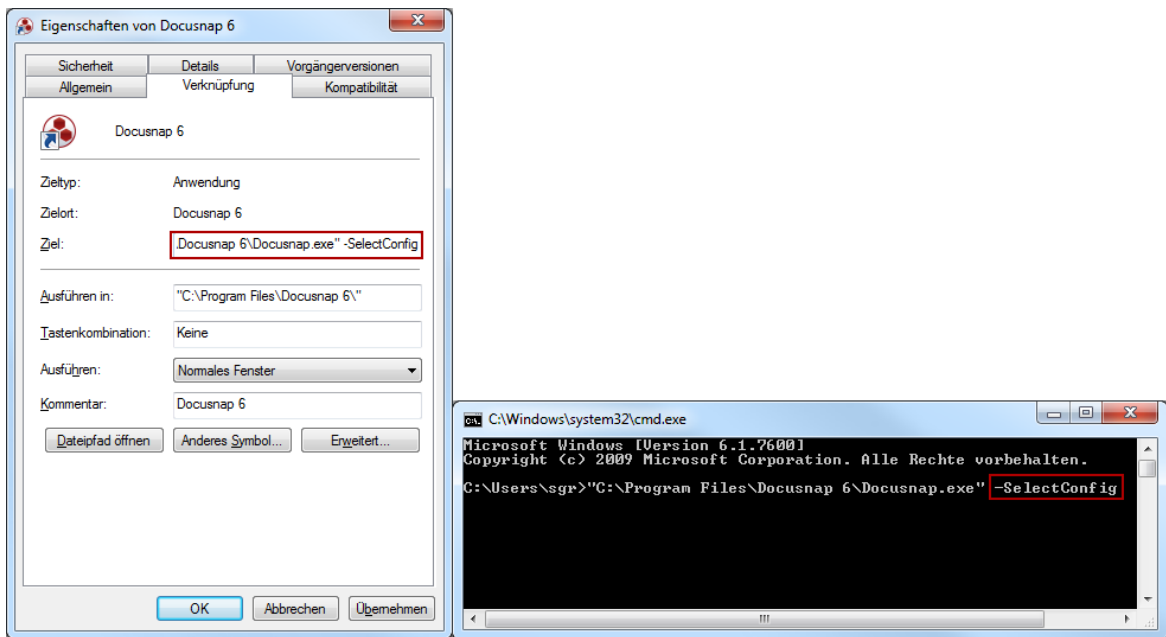 Eigenschaften von Docusnap 6
Sicherheit Details Vorgängerversionen
Allgemein Verknüpfung Kompatibilität
Docusnap 6
Zieltyp: Anwendung
Zielort: Docusnap 6
Ziel: .Docusnap 6\Docusnap.exe" -SelectConfig
Ausführen in: "C:\Program Files\Docusnap 6\"
Tastenkombination: Keine
Ausführen: Normales Fenster
Kommentar: Docusnap 6
Dateipfad öffnen Anderes Symbol... Erweitert...
OK Abbrechen Übernehmen
C:\Windows\system32\cmd.exe
Microsoft Windows [Version 6.1.7600]
Copyright (c) 2009 Microsoft Corporation. Alle Rechte vorbehalten.
C:\Users\sgr>"C:\Program Files\Docusnap 6\Docusnap.exe" -SelectConfig